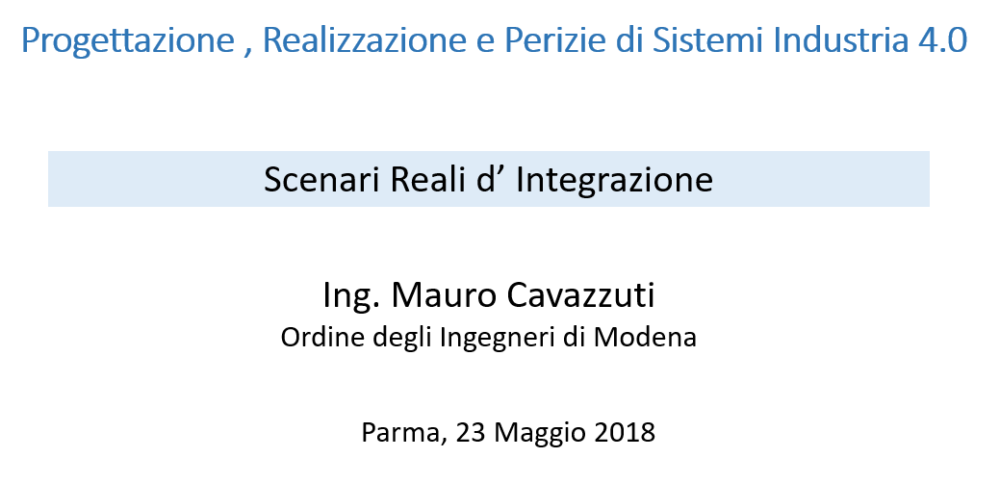 Progettazione , Realizzazione e Perizie di Sistemi Industria 4.0
Scenari Reali d’ Integrazione
Ing. Mauro Cavazzuti
Ordine degli Ingegneri di Modena
Parma, 23 Maggio 2018